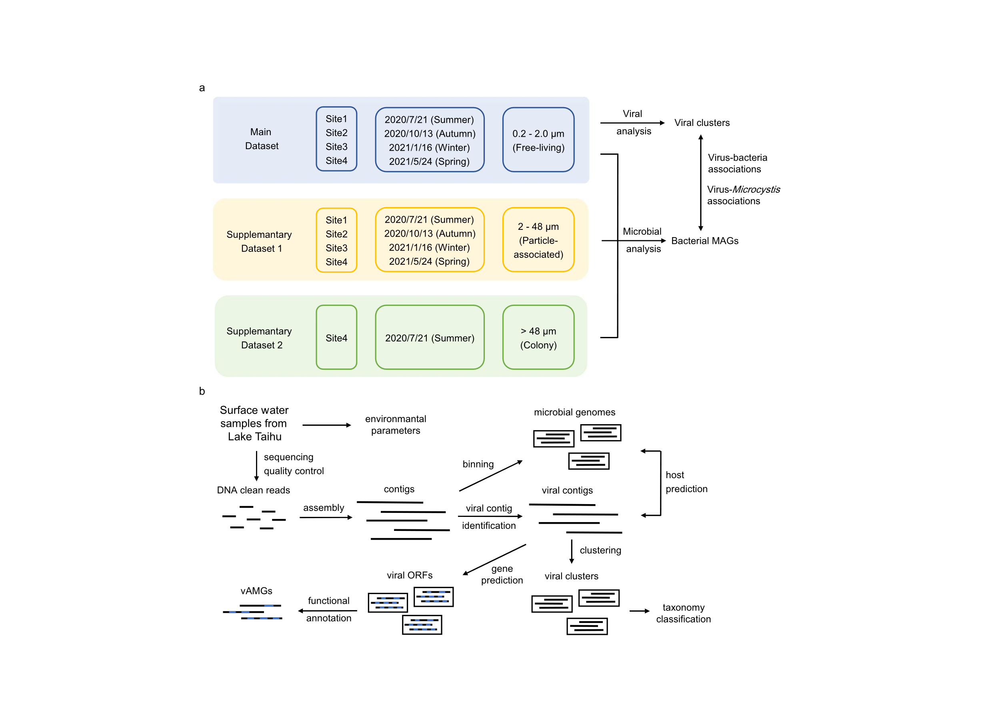 a
Main
Dataset
Site1
Site2
Site3
Site4
2020/7/21 (Summer)
2020/10/13 (Autumn)
2021/1/16 (Winter)
2021/5/24 (Spring)
0.2 - 2.0 µm
(Free-living)
Viral
analysis
Viral clusters
Virus-bacteria
associations
Virus-Microcystis
associations
Supplemantary
Dataset 1
Site1
Site2
Site3
Site4
2020/7/21 (Summer)
2020/10/13 (Autumn)
2021/1/16 (Winter)
2021/5/24 (Spring)
2 - 48 µm
(Particle-
associated)
Microbial
analysis
Bacterial MAGs
Supplemantary
Dataset 2
Site4
2020/7/21 (Summer)
> 48 µm
(Colony)
b
Surface water
samples from
Lake Taihu
environmantal
parameters
microbial genomes
sequencing
quality control
binning
host
prediction
DNA clean reads
assembly
contigs
viral contig
identification
viral contigs
clustering
gene
prediction
viral ORFs
viral clusters
vAMGs
functional
annotation
taxonomy
classification